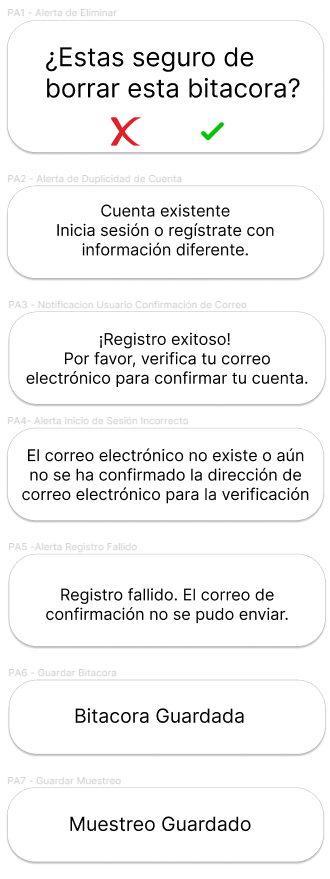 PA1 - Alerta de Eliminar
¿Estas seguro de
borrar esta bitacora?
PA2 - Alerta de Duplicidad de Cuenta
Cuenta existente
Inicia sesión o regístrate con
información diferente.
PA3 - Notificacion Usuario Confirmación de Correo
¡Registro exitoso!
Por favor, verifica tu correo
electrónico para confirmar tu cuenta.
PA4- Alerta Inicio de Sesión Incorrecto
El correo electrónico no existe o aún
no se ha confirmado la dirección de
correo electrónico para la verificación
PA5 -Alerta Registro Fallido
Registro fallido. El correo de
confirmación no se pudo enviar.
PA6 - Guardar Bitacora
Bitacora Guardada
PA7 - Guardar Muestreo
Muestreo Guardado